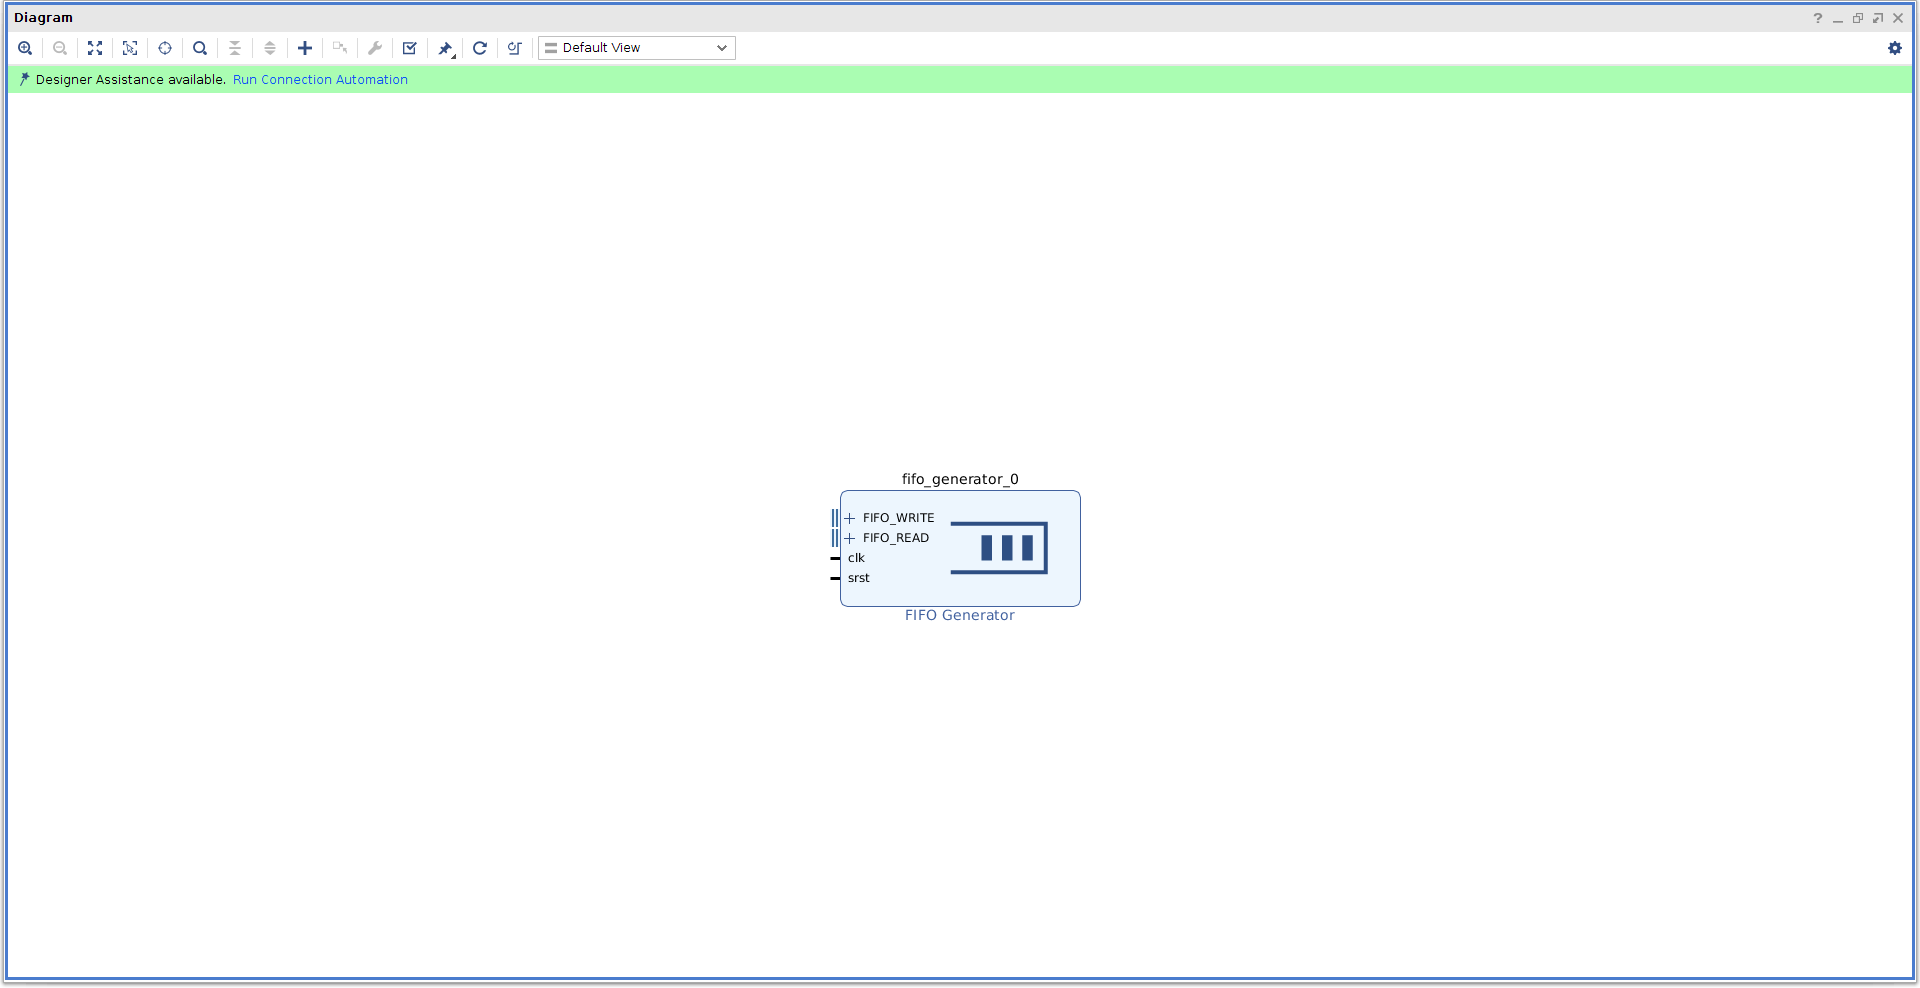 Diagram
?
Default View
Designer Assistance available. Run Connection Automation
fifo_generator_0
FIFO_WRITE
FIFO_READ
clk
srst
FIFO Generator